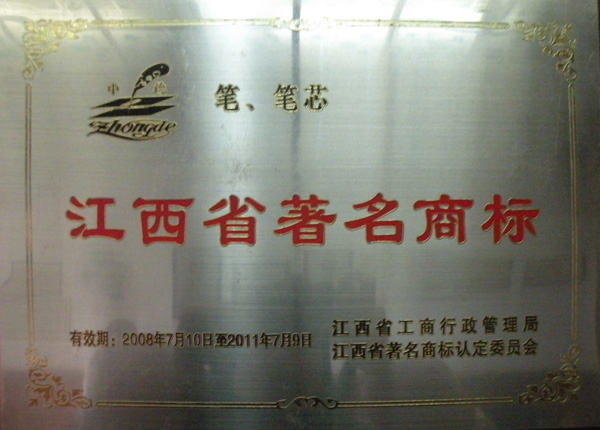 中德
Zhongde
笔、笔芯
江西省著名商标
有效期：2008年7月10日至2011年7月9日
江西省工商行政管理局
江西省著名商标认定委员会